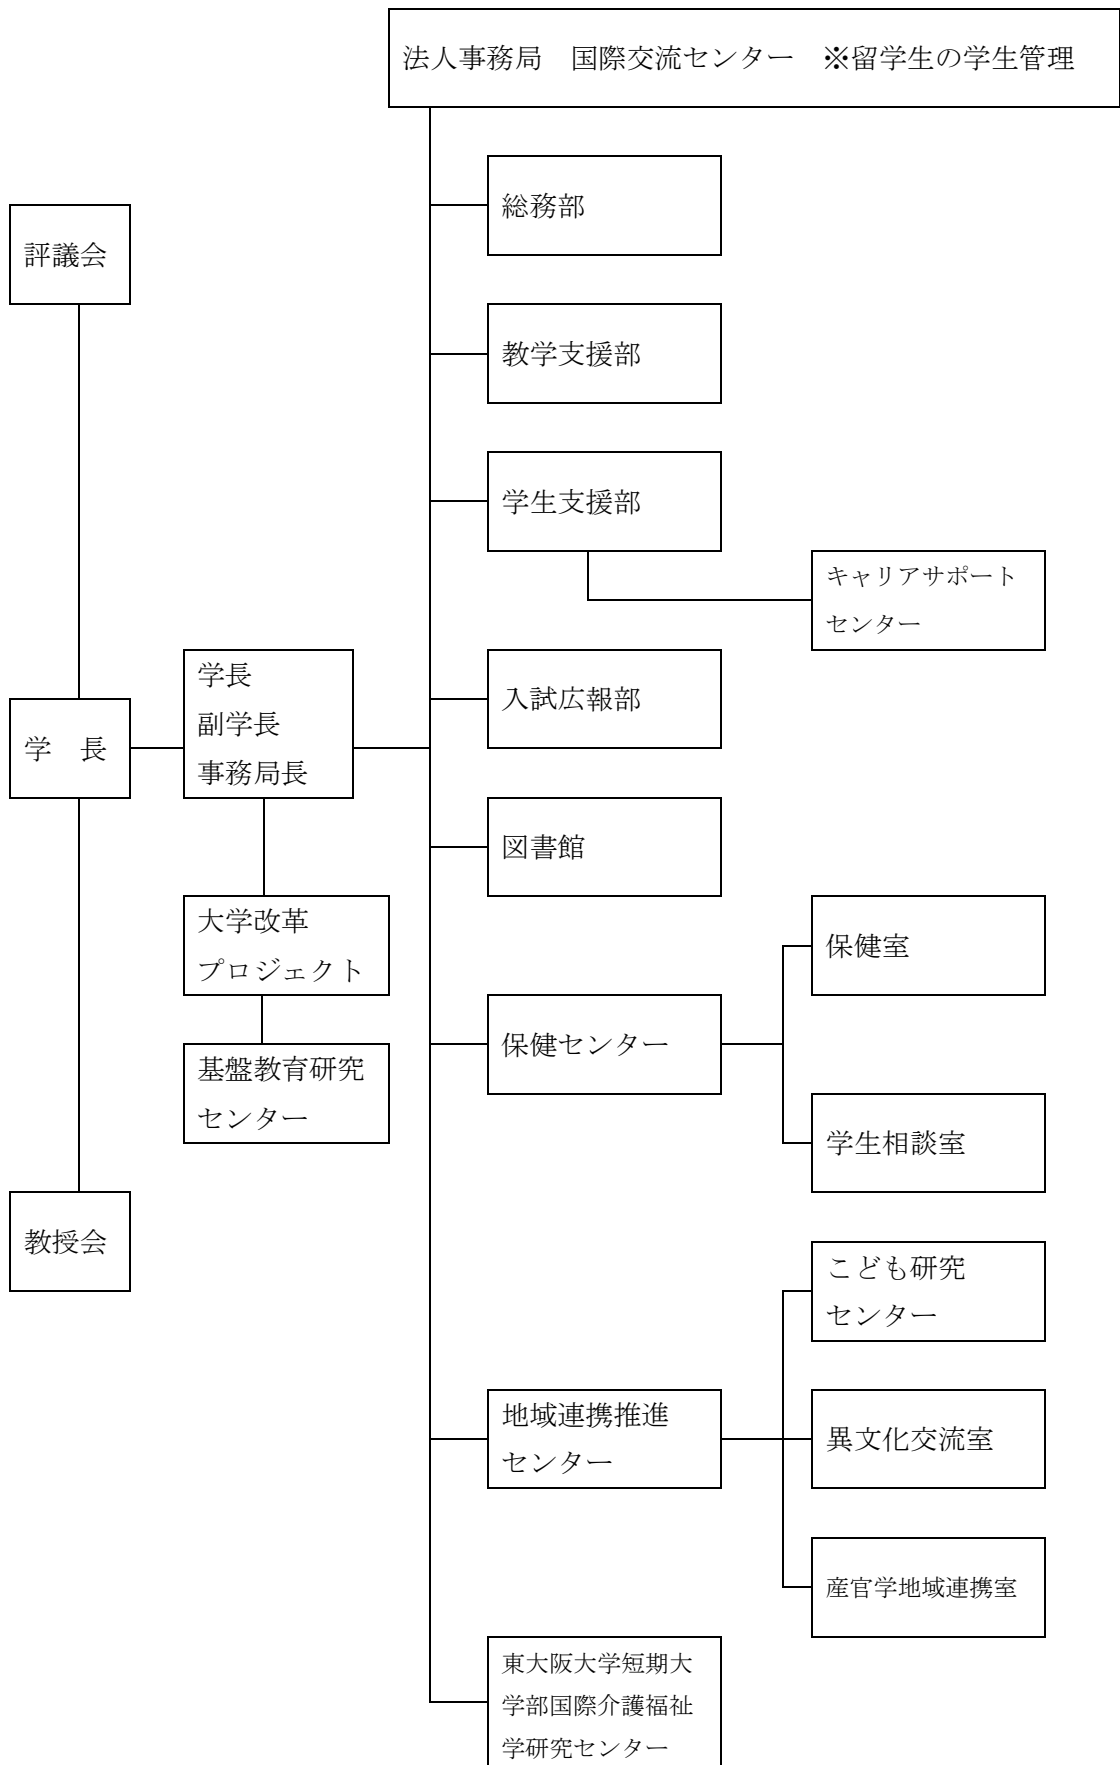 法人事務局　国際交流センター　※留学生の学生管理
総務部
評議会
教学支援部
学生支援部
キャリアサポート
センター
入試広報部
学　長
学長
副学長
事務局長
図書館
大学改革
プロジェクト
保健室
保健センター
基盤教育研究
センター
学生相談室
教授会
こども研究
センター
地域連携推進
センター
異文化交流室
産官学地域連携室
東大阪大学短期大
学部国際介護福祉
学研究センター